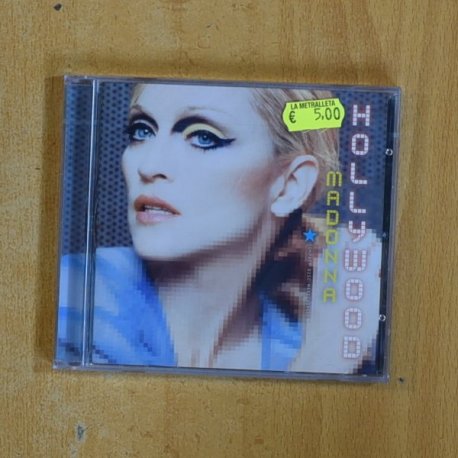 LA METRALLETA
€ 5,00
HOLLYWOOD
MADONNA